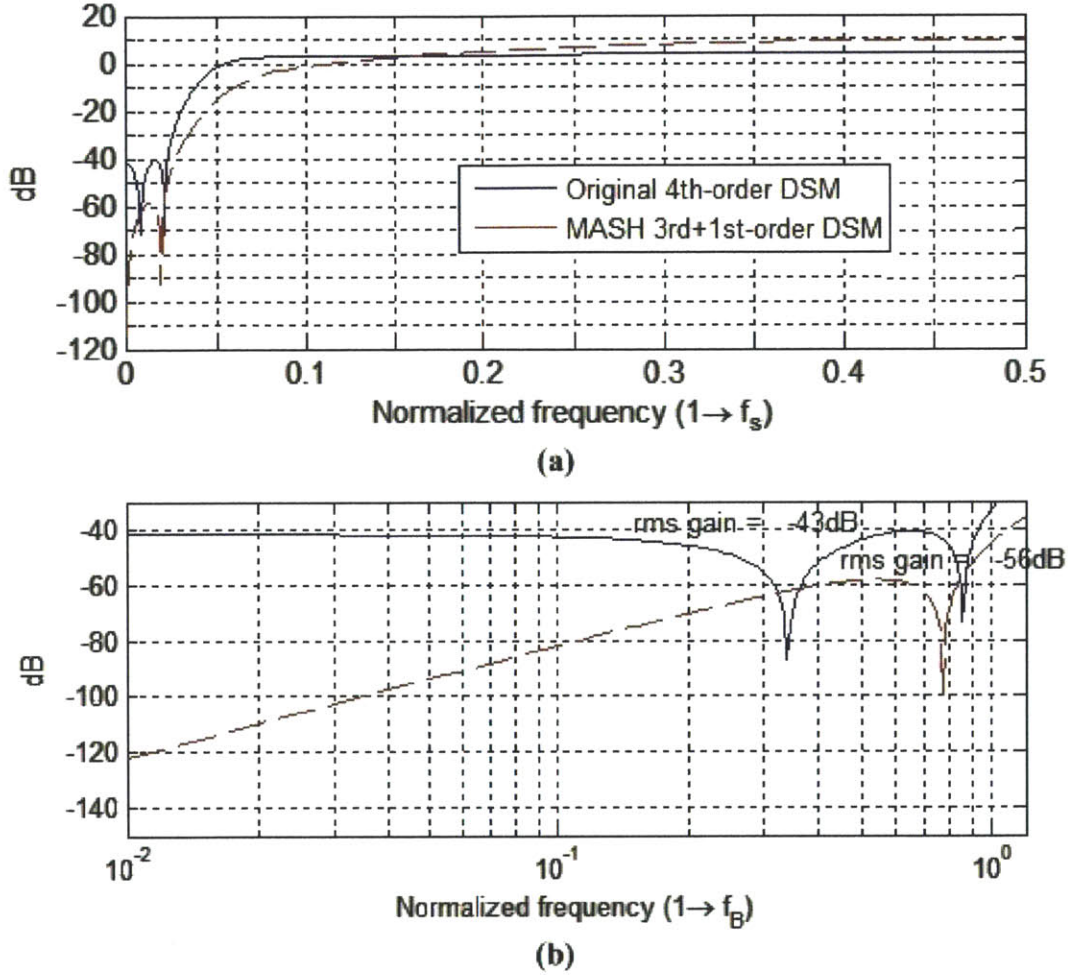 20
0
-20
-40
-60
-80
-100
-120
dB
0
0.1
0.2
0.3
0.4
0.5
Original 4th-order DSM
MASH 3rd+1st-order DSM
Normalized frequency (1→ fs)
(a)
-40
-60
-80
-100
-120
-140
dB
rms gain = -43dB
rms gain = -56dB
10-2
10-1
100
Normalized frequency (1→ fB)
(b)